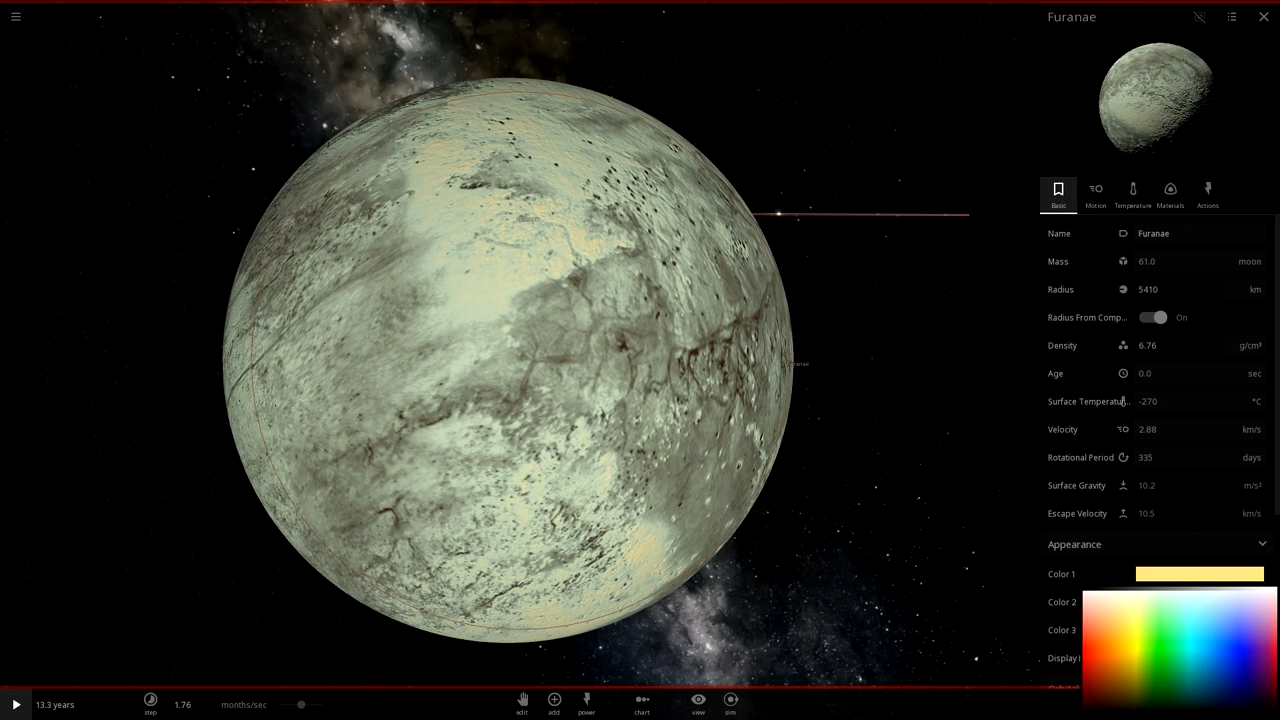 Furanae
Basic
Motion
Temperature
Materials
Actions
Name Furanae
Mass 61.0 moon
Radius 5410 km
Radius From Comp... On
Density 6.76 g/cm³
Age 0.0 sec
Surface Temperatu... -270 °C
Velocity 2.88 km/s
Rotational Period 335 days
Surface Gravity 10.2 m/s²
Escape Velocity 10.5 km/s
Appearance
Color 1
Color 2
Color 3
Display
Furanae
13.3 years
step
1.76 months/sec
edit
add
power
chart
view
sim